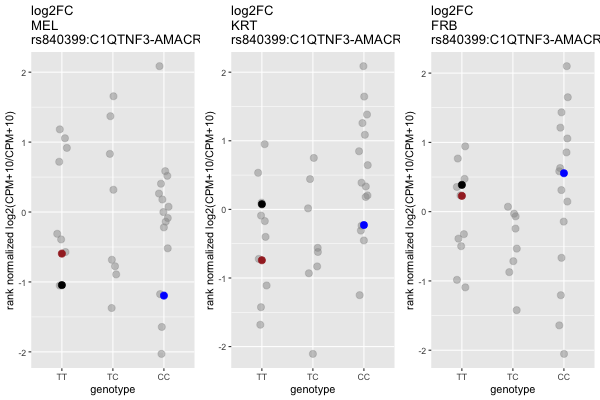 log2FC
MEL
rs840399:C1QTNF3-AMACR
rank normalized log2(CPM+10/CPM+10)
2
1
0
-1
-2
TT TC CC
genotype
log2FC
KRT
rs840399:C1QTNF3-AMACR
rank normalized log2(CPM+10/CPM+10)
2
1
0
-1
-2
TT TC CC
genotype
log2FC
FRB
rs840399:C1QTNF3-AMACR
rank normalized log2(CPM+10/CPM+10)
2
1
0
-1
-2
TT TC CC
genotype